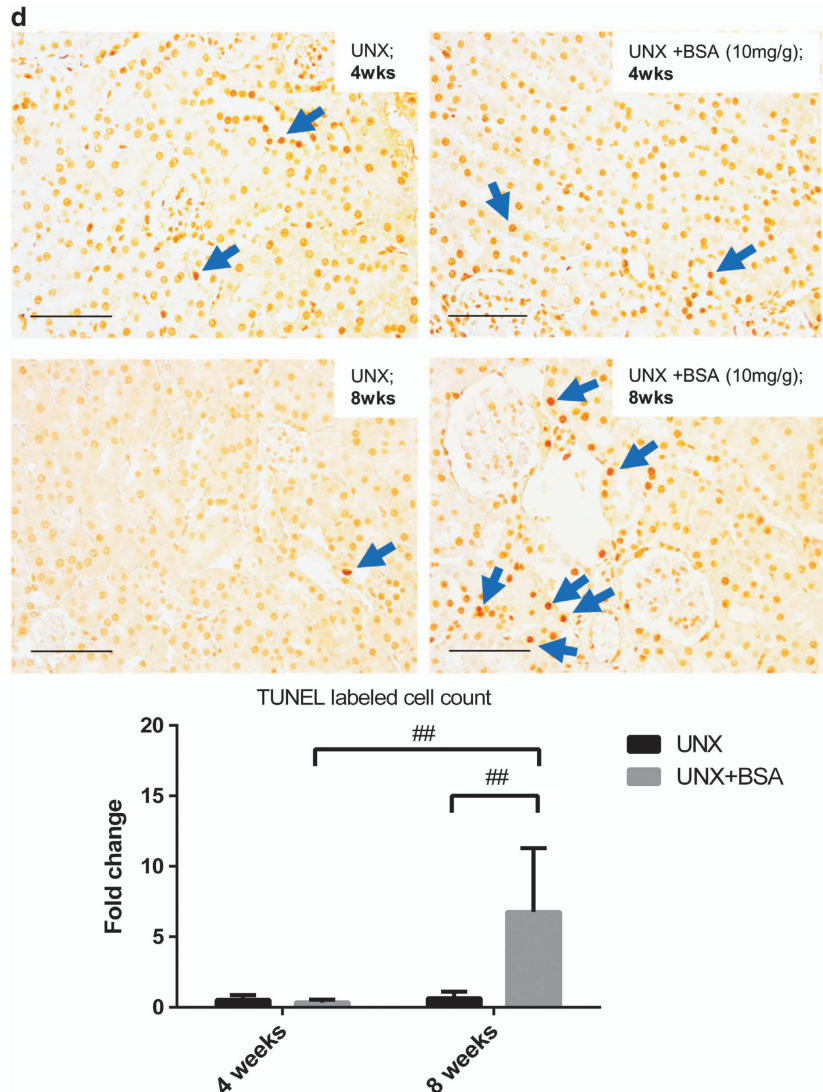 d
UNX;
4wks
UNX +BSA (10mg/g);
4wks
UNX;
8wks
UNX +BSA (10mg/g);
8wks
TUNEL labeled cell count
20
15
10
5
0
Fold change
##
##
UNX
UNX+BSA
4 weeks
8 weeks